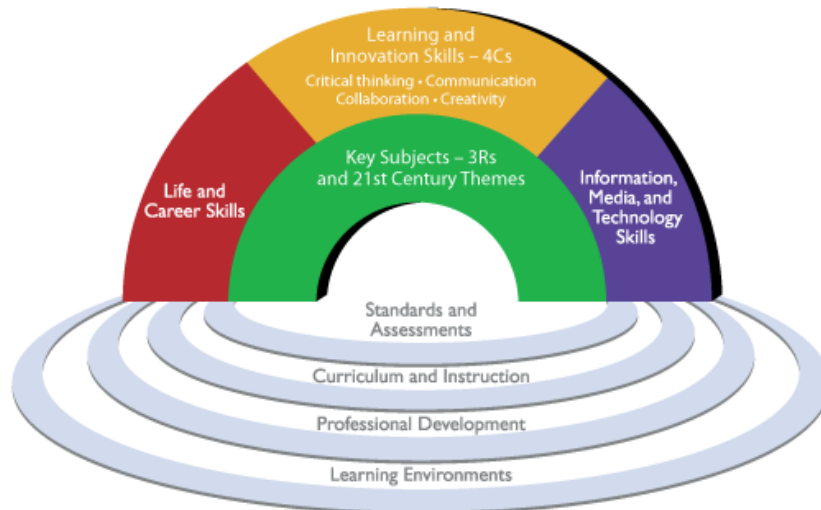 Learning and
Innovation Skills – 4Cs
Critical thinking • Communication
Collaboration • Creativity
Key Subjects – 3Rs
and 21st Century Themes
Life and
Career Skills
Information,
Media, and
Technology
Skills
Standards and
Assessments
Curriculum and Instruction
Professional Development
Learning Environments